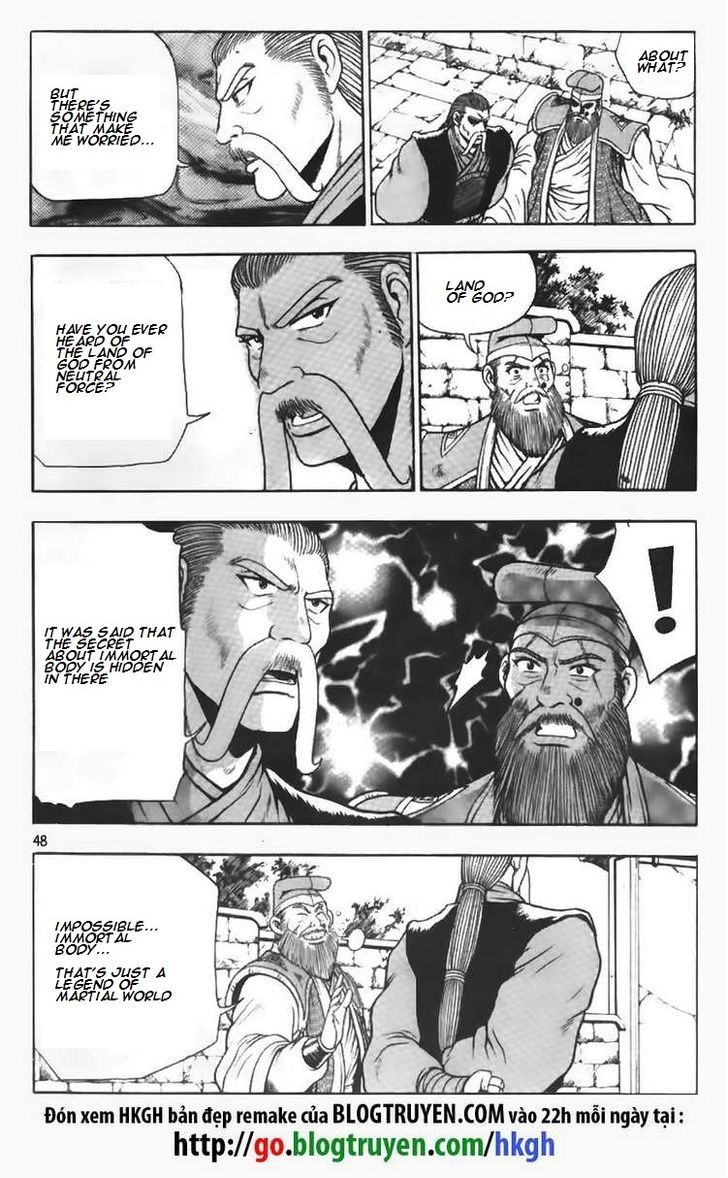 BUT
THERE'S
SOMETHING
THAT MAKE
ME WORRIED...
ABOUT
WHAT?
HAVE YOU EVER
HEARD OF
THE LAND OF
GOD FROM
NEUTRAL
FORCE?
LAND
OF GOD?
IT WAS SAID THAT
THE SECRET
ABOUT IMMORTAL
BODY IS HIDDEN
IN THERE
!
48
IMPOSSIBLE...
IMMORTAL
BODY...
THAT'S JUST A
LEGEND OF
MARTIAL WORLD
Đón xem HKGH bản đẹp remake của BLOGTRUYEN.COM vào 22h mỗi ngày tại :
http://go.blogtruyen.com/hkgh